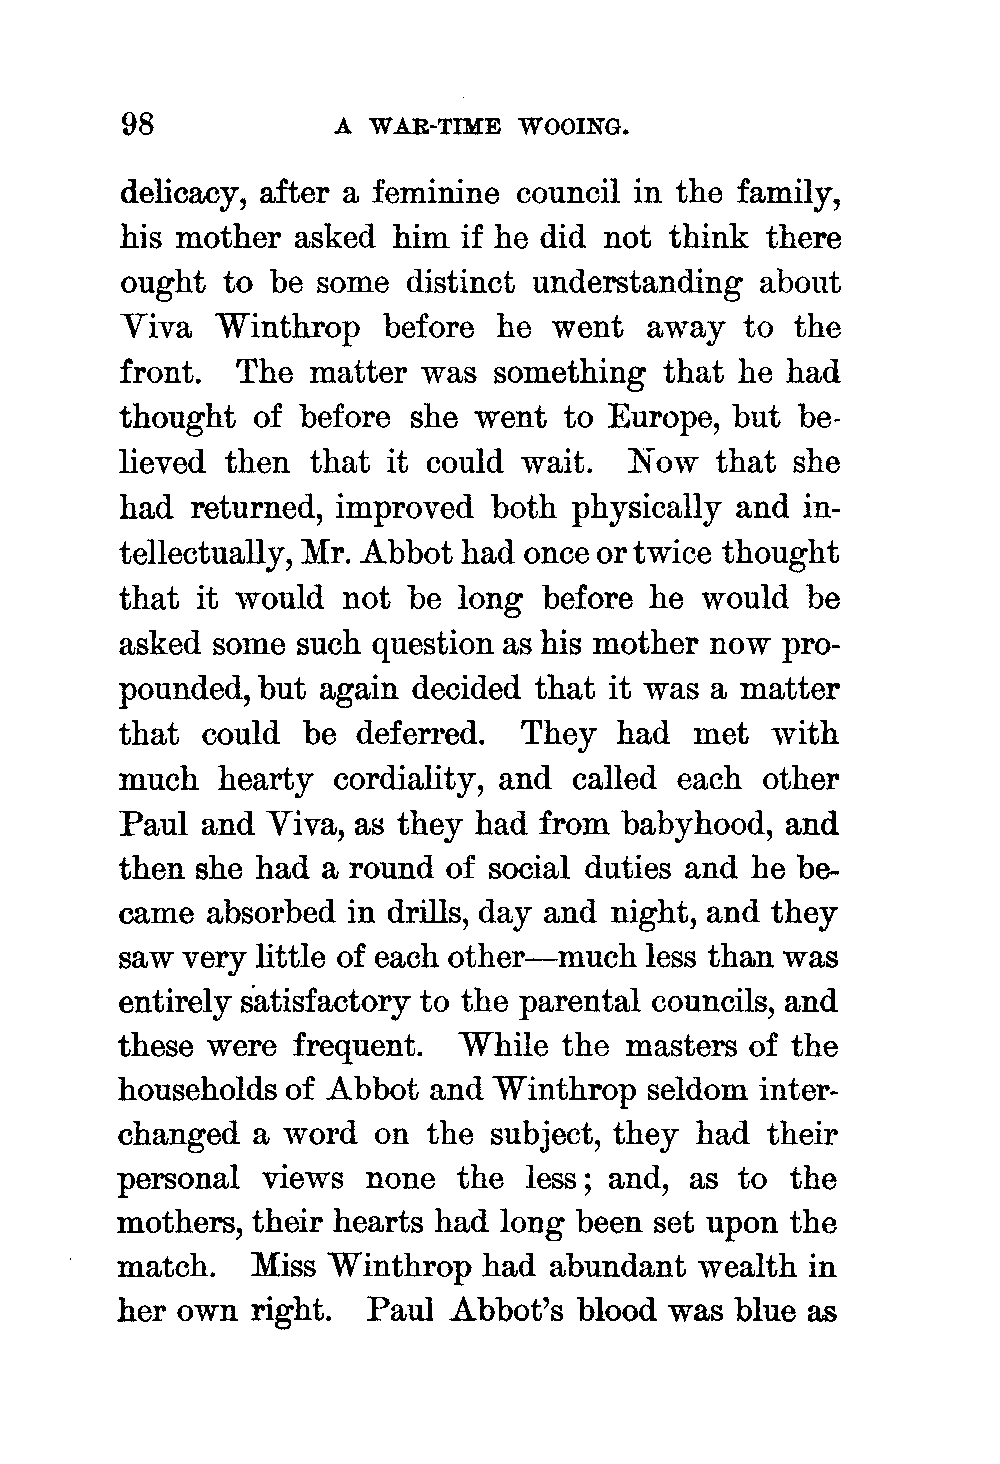 98 A WAR-TIME WOOING.
delicacy, after a feminine council in the family,
his mother asked him if he did not think there
ought to be some distinct understanding about
Viva Winthrop before he went away to the
front. The matter was something that he had
thought of before she went to Europe, but be-
lieved then that it could wait. Now that she
had returned, improved both physically and in-
tellectually, Mr. Abbot had once or twice thought
that it would not be long before he would be
asked some such question as his mother now pro-
pounded, but again decided that it was a matter
that could be deferred. They had met with
much hearty cordiality, and called each other
Paul and Viva, as they had from babyhood, and
then she had a round of social duties and he be-
came absorbed in drills, day and night, and they
saw very little of each other—much less than was
entirely satisfactory to the parental councils, and
these were frequent. While the masters of the
households of Abbot and Winthrop seldom inter-
changed a word on the subject, they had their
personal views none the less; and, as to the
mothers, their hearts had long been set upon the
match. Miss Winthrop had abundant wealth in
her own right. Paul Abbot's blood was blue as